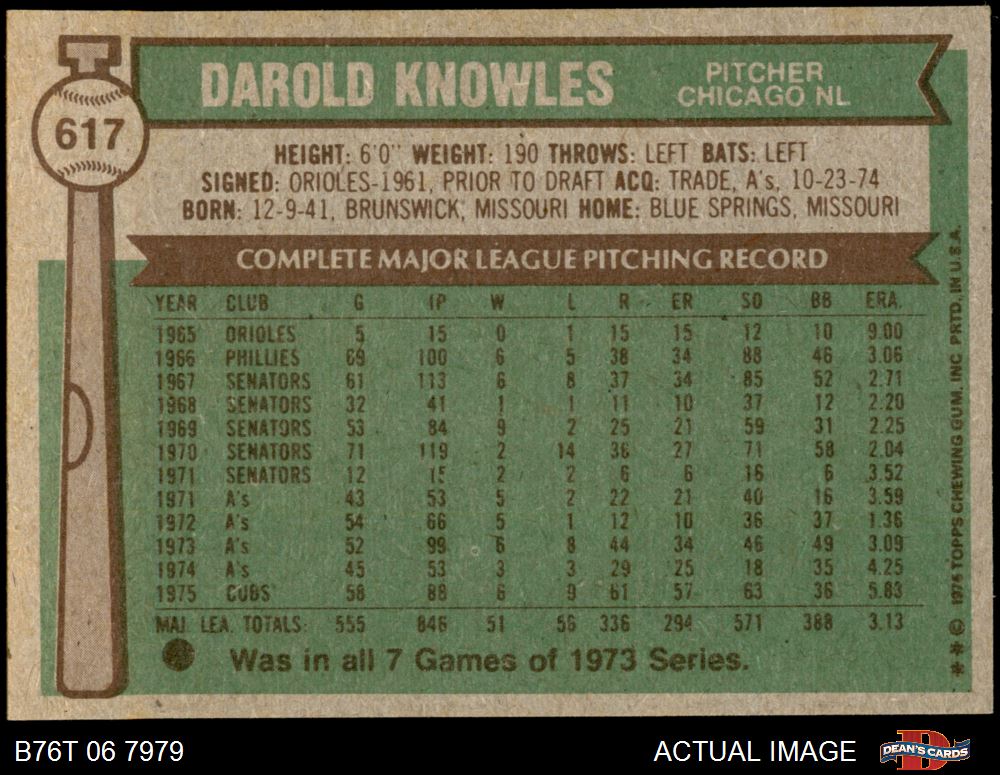 617
DAROLD KNOWLES
PITCHER
CHICAGO NL
HEIGHT: 6'0" WEIGHT: 190 THROWS: LEFT BATS: LEFT
SIGNED: ORIOLES-1961, PRIOR TO DRAFT ACQ: TRADE, A's, 10-23-74
BORN: 12-9-41, BRUNSWICK, MISSOURI HOME: BLUE SPRINGS, MISSOURI
COMPLETE MAJOR LEAGUE PITCHING RECORD
YEAR CLUB G IP W L R ER SO BB ERA.
1965 ORIOLES 5 15 0 1 15 15 12 10 9.00
1966 PHILLIES 69 100 6 5 38 34 88 46 3.06
1967 SENATORS 61 113 6 8 37 34 85 52 2.71
1968 SENATORS 32 41 1 1 11 10 37 12 2.20
1969 SENATORS 53 84 9 2 25 21 59 31 2.25
1970 SENATORS 71 119 2 14 36 27 71 58 2.04
1971 SENATORS 12 15 2 2 6 6 16 6 3.52
1971 A's 43 53 5 2 22 21 40 16 3.59
1972 A's 54 66 5 1 12 10 36 37 1.36
1973 A's 52 99 6 8 44 34 46 49 3.09
1974 A's 45 53 3 3 29 25 18 35 4.25
1975 CUBS 58 88 6 9 61 57 63 36 5.83
MAJ. LEA. TOTALS: 555 846 51 56 336 294 571 388 3.13
Was in all 7 Games of 1973 Series.
* * © 1976 TOPPS CHEWING GUM, INC. PRTD. IN U.S.A.
B76T 06 7979
ACTUAL IMAGE
DEAN'S CARDS